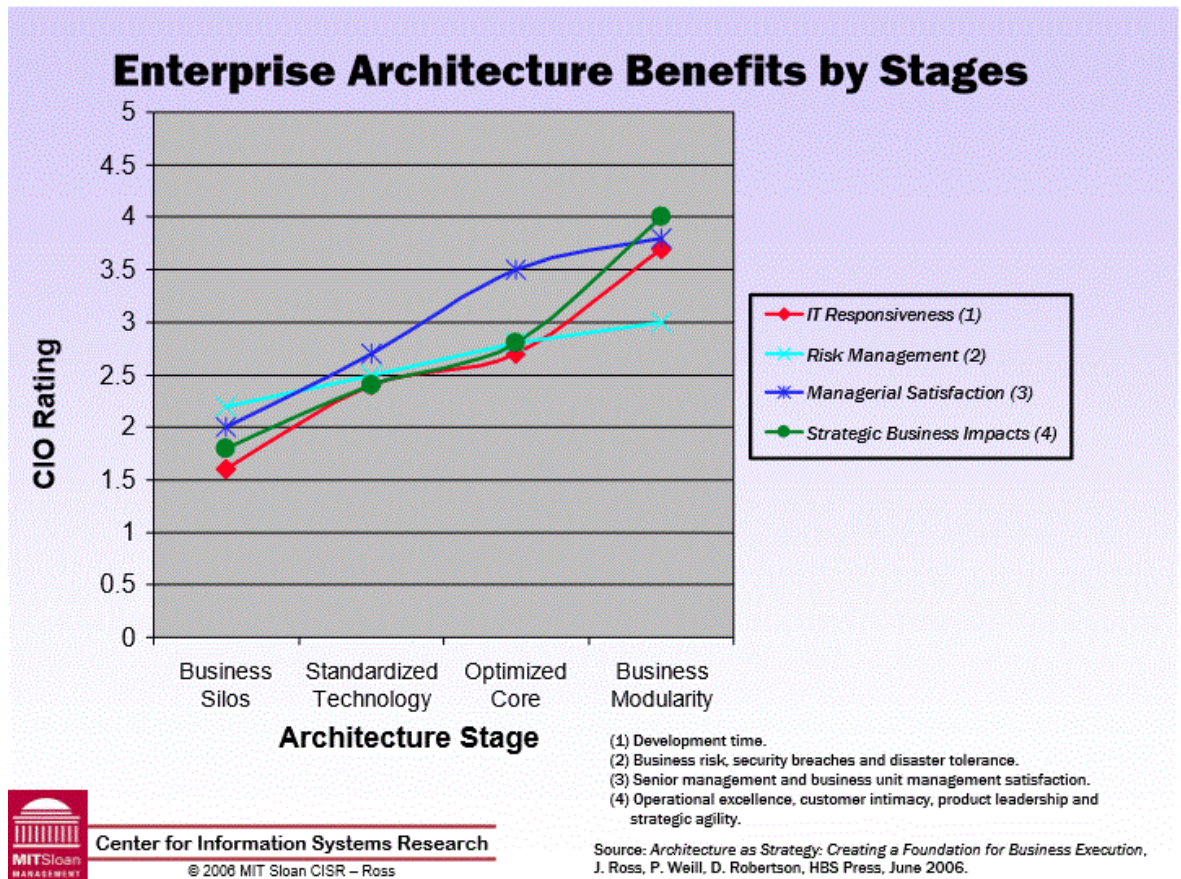 Enterprise Architecture Benefits by Stages
5
4.5
4
3.5
3
2.5
2
1.5
1
0.5
0
CIO Rating
IT Responsiveness (1)
Risk Management (2)
Managerial Satisfaction (3)
Strategic Business Impacts (4)
Business
Silos
Standardized
Technology
Optimized
Core
Business
Modularity
Architecture Stage
(1) Development time.
(2) Business risk, security breaches and disaster tolerance.
(3) Senior management and business unit management satisfaction.
(4) Operational excellence, customer intimacy, product leadership and
strategic agility.
MITSloan
MANAGEMENT
Center for Information Systems Research
© 2006 MIT Sloan CISR – Ross
Source: Architecture as Strategy: Creating a Foundation for Business Execution,
J. Ross, P. Weill, D. Robertson, HBS Press, June 2006.